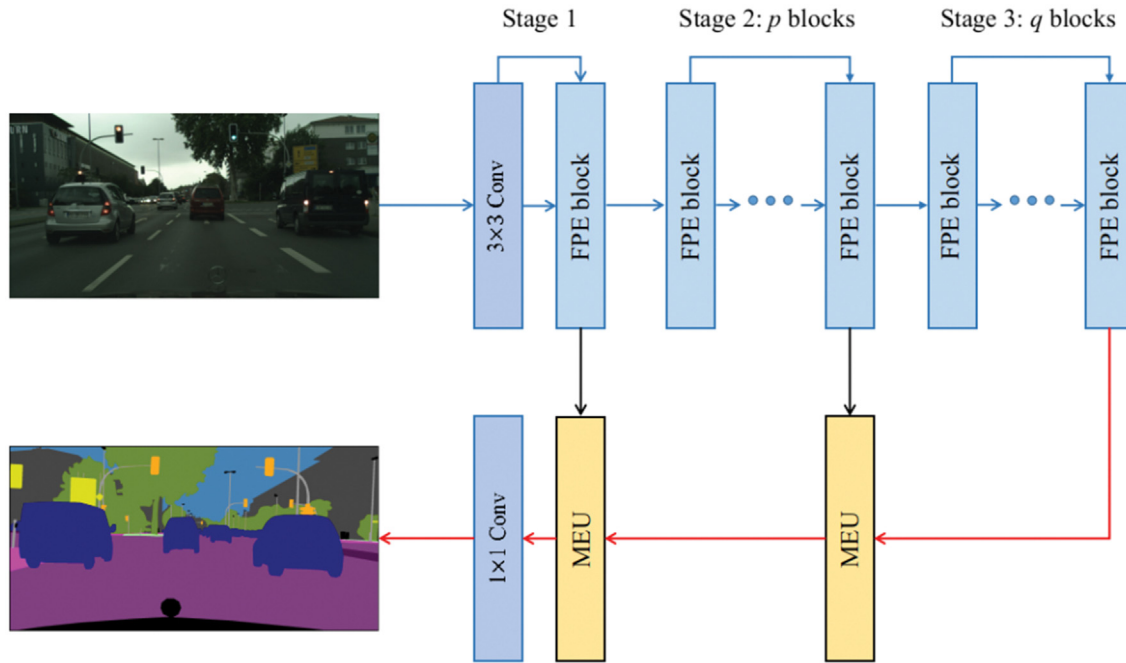 Stage 1
Stage 2: p blocks
Stage 3: q blocks
3×3 Conv
FPE block
FPE block
FPE block
FPE block
FPE block
1×1 Conv
MEU
MEU